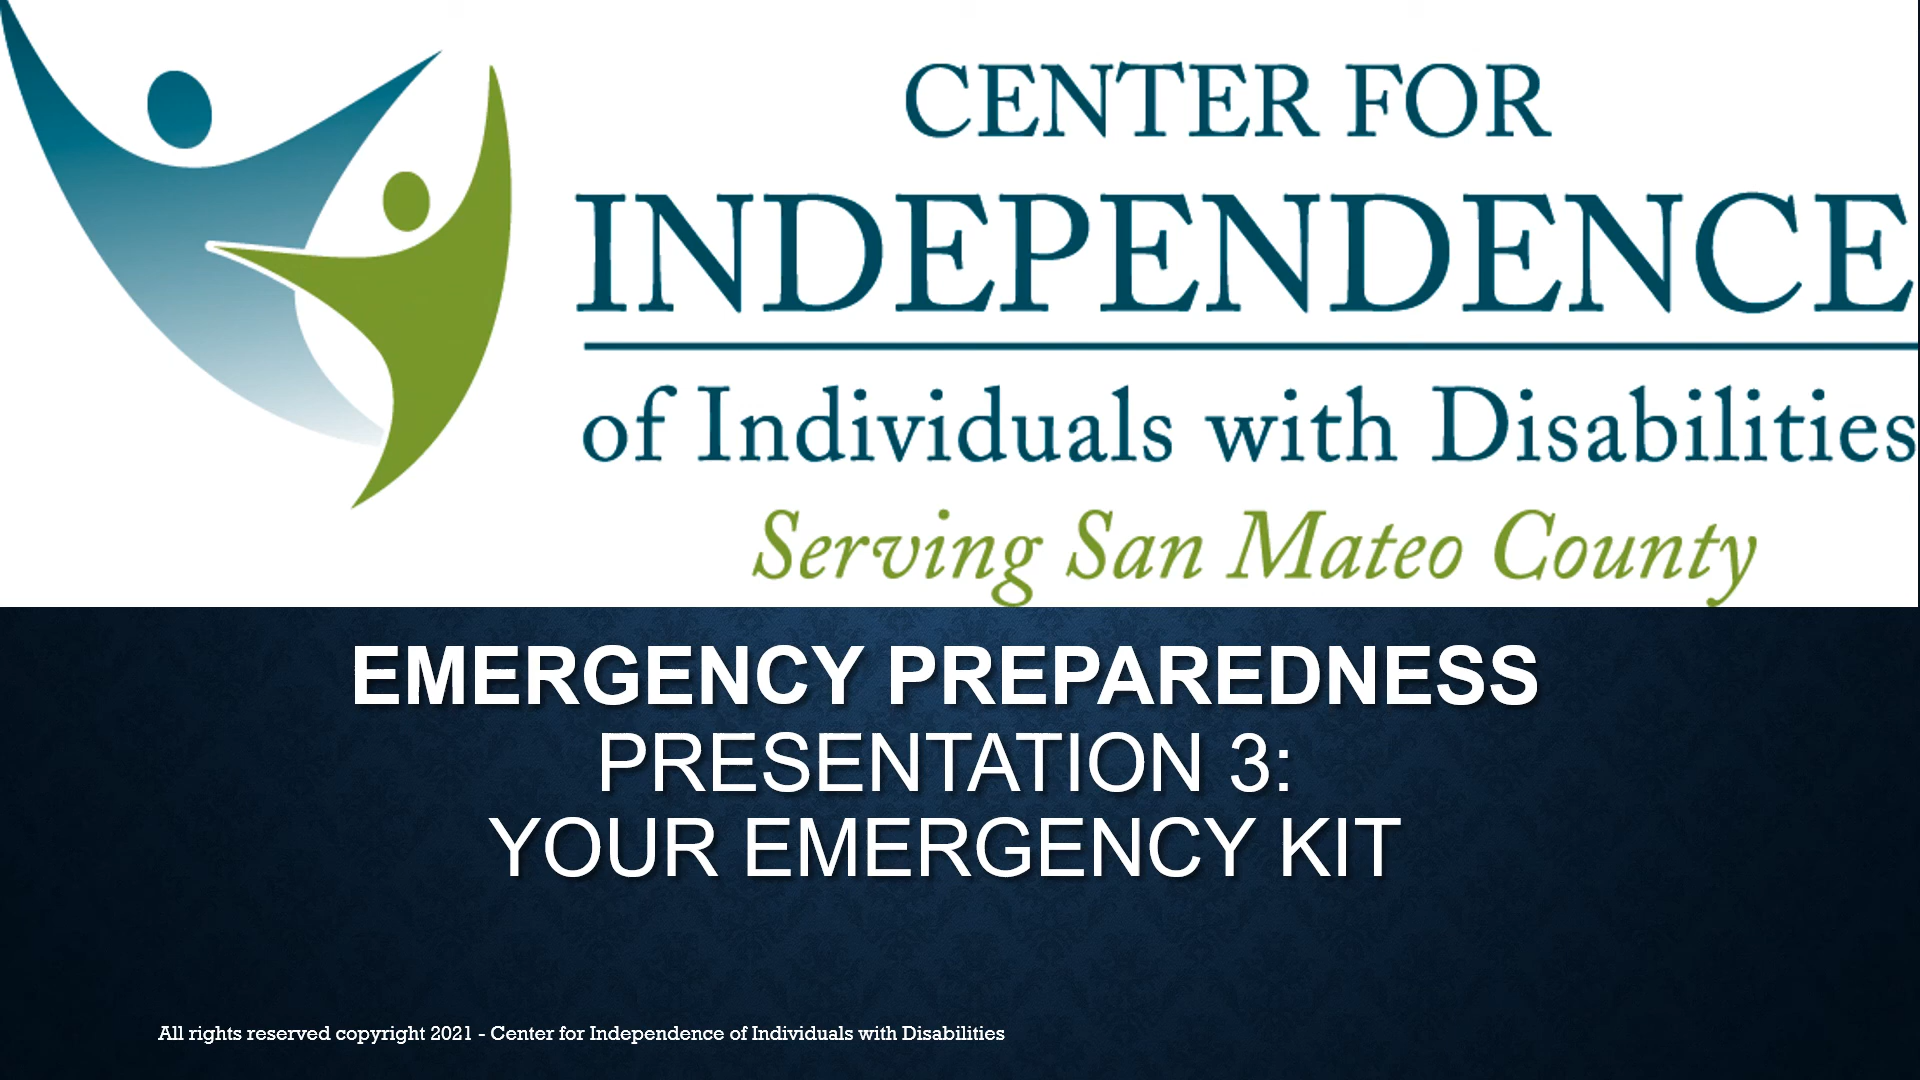 CENTER FOR
INDEPENDENCE
of Individuals with Disabilities
Serving San Mateo County
EMERGENCY PREPAREDNESS
PRESENTATION 3:
YOUR EMERGENCY KIT
All rights reserved copyright 2021 - Center for Independence of Individuals with Disabilities